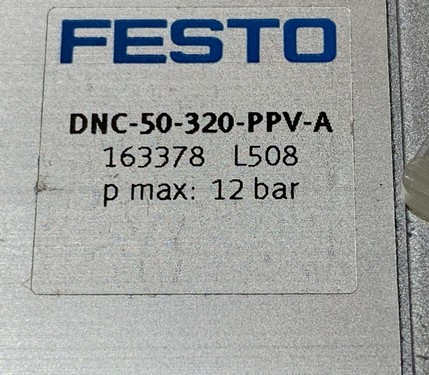 FESTO
DNC-50-320-PPV-A
163378 L508
p max: 12 bar